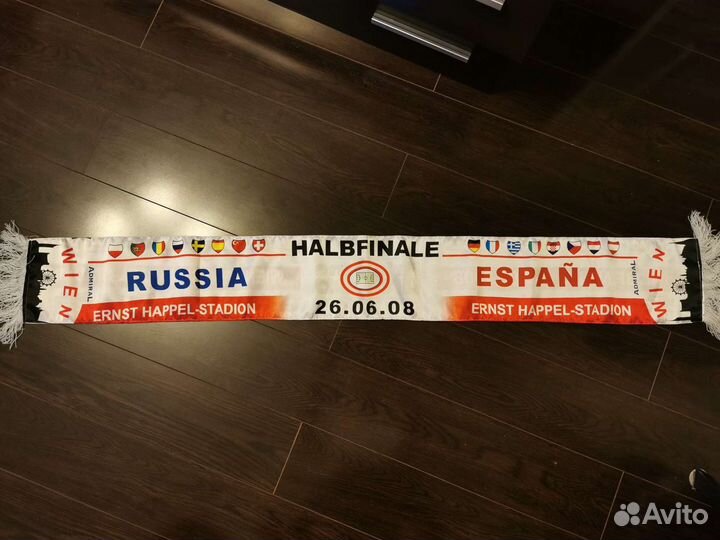 HALBFINALE
WIEN
ADMIRAL
RUSSIA
ESPAÑA
ADMIRAL
WIEN
ERNST HAPPEL-STADION
26.06.08
ERNST HAPPEL-STADION
Avito